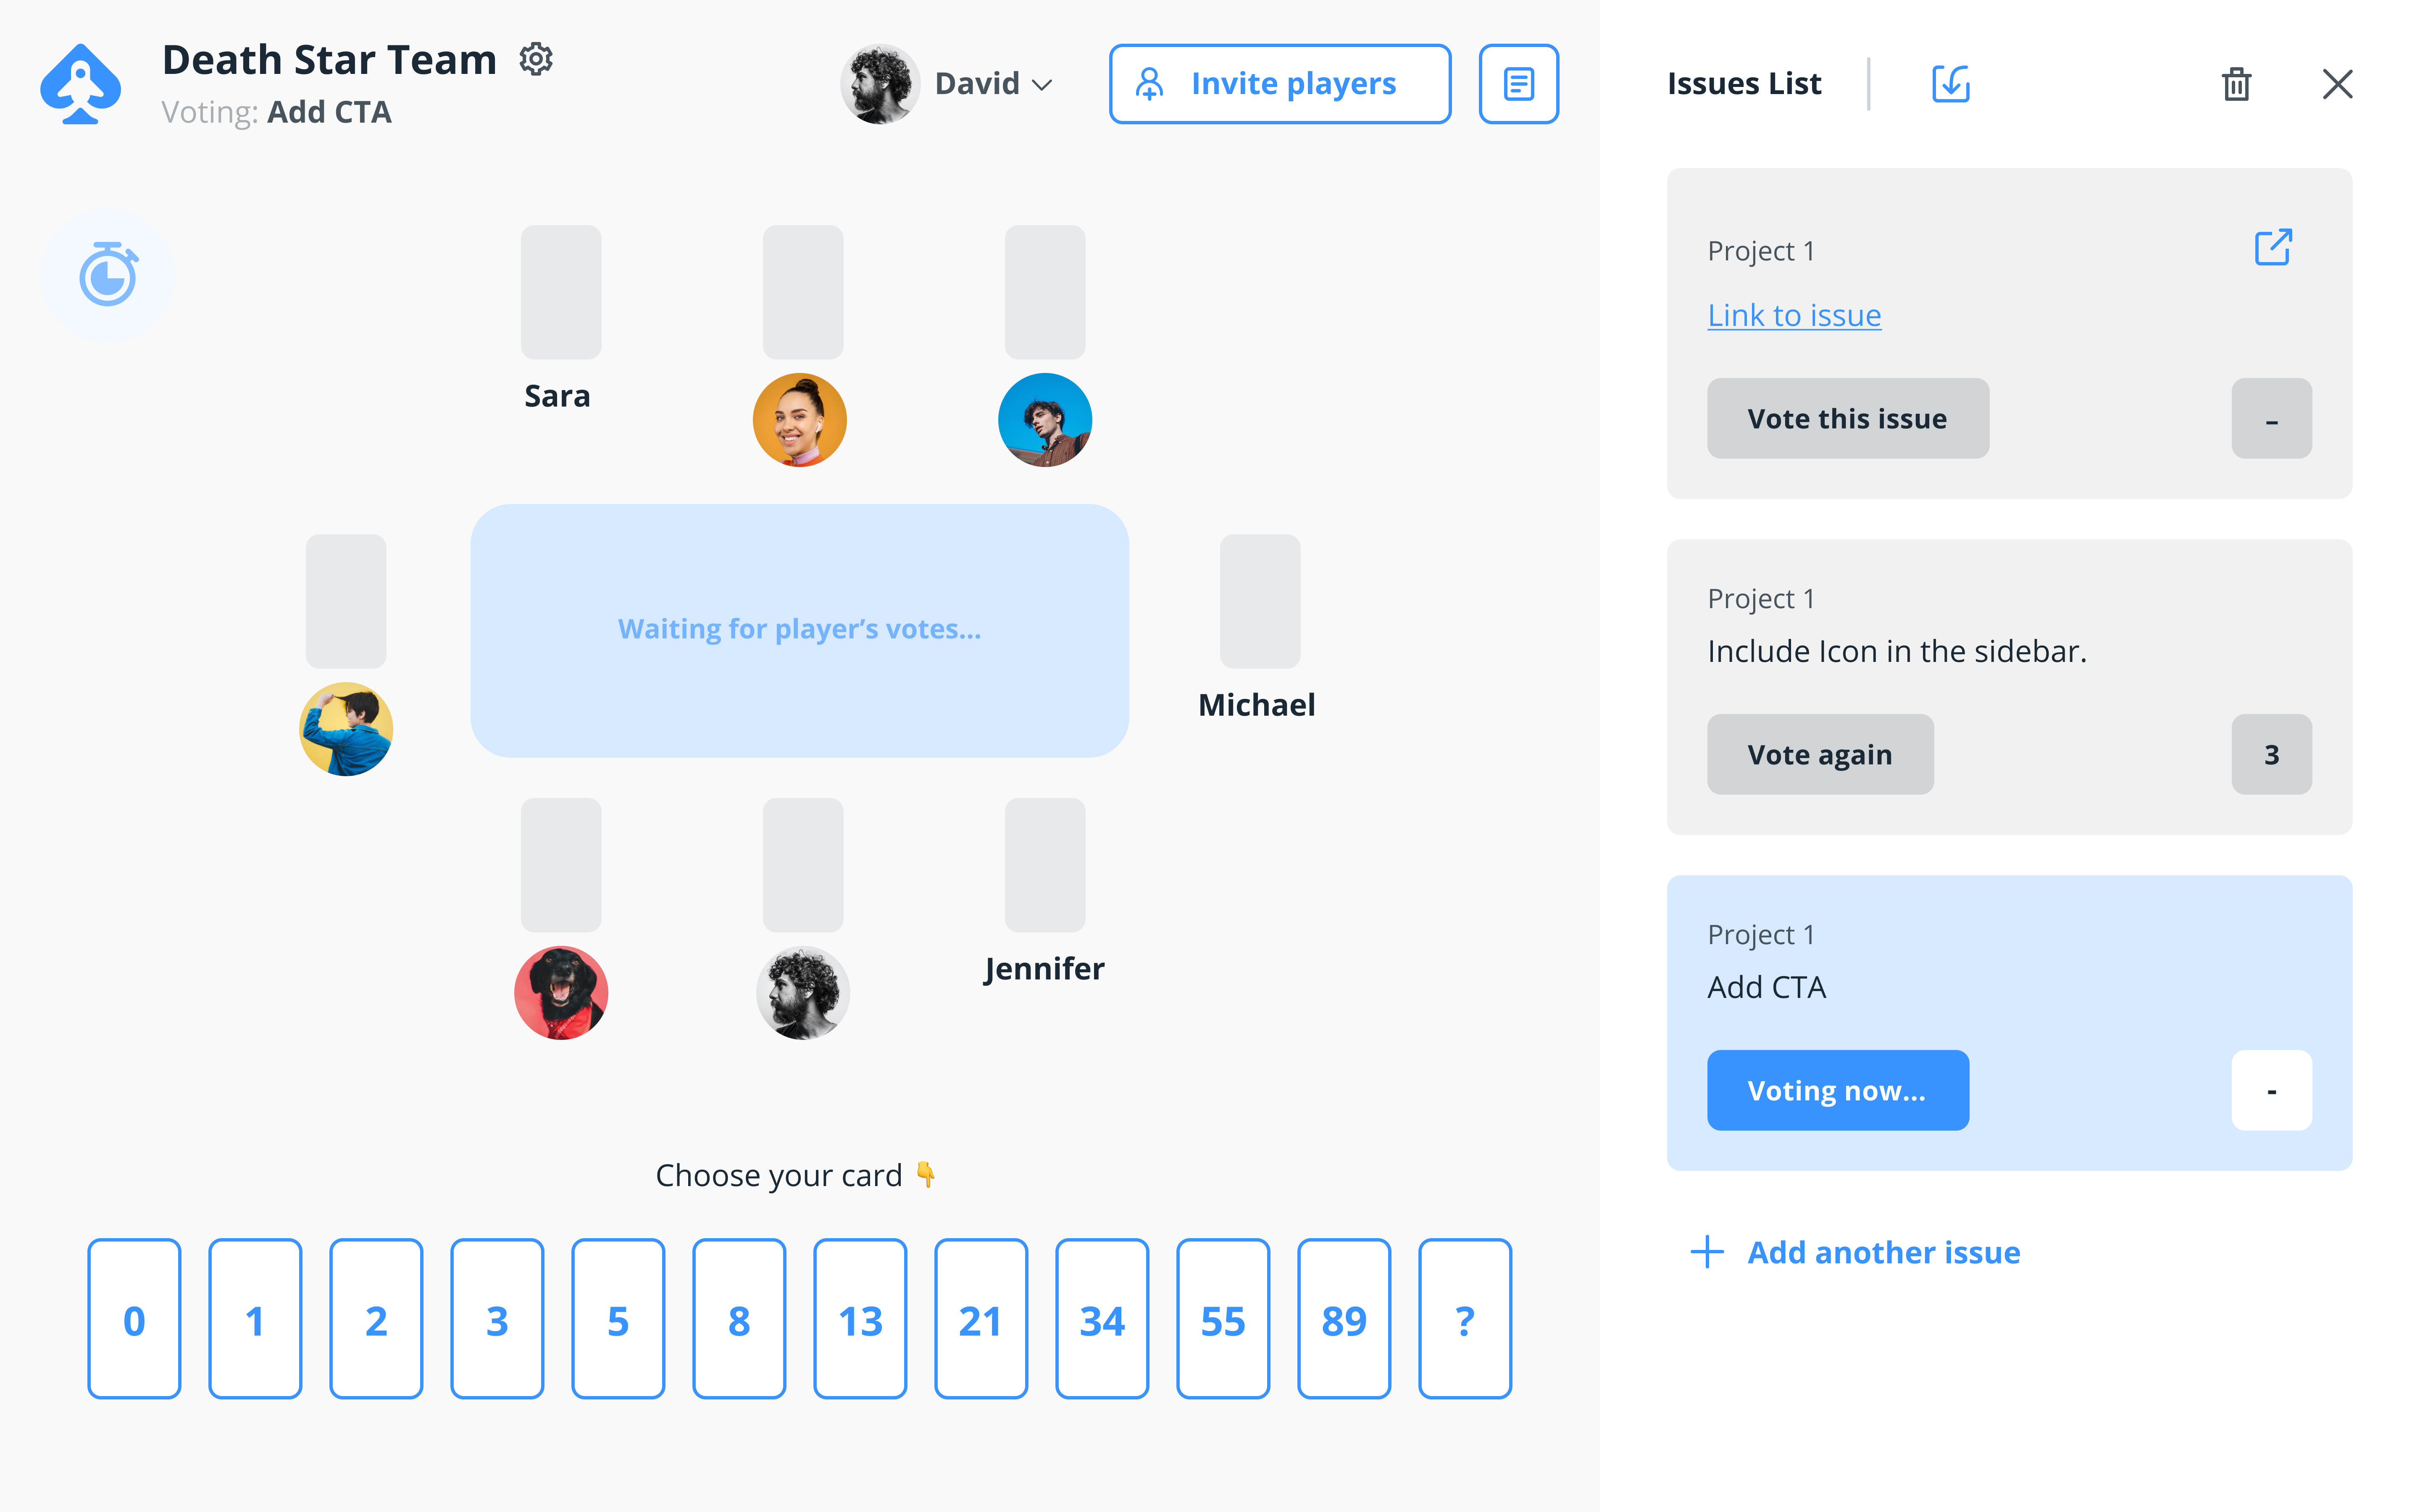 Death Star Team
Voting: Add CTA
David
Invite players
Sara
Waiting for player’s votes...
Michael
Jennifer
Choose your card 👇
0
1
2
3
5
8
13
21
34
55
89
?
Issues List
Project 1
Link to issue
Vote this issue
–
Project 1
Include Icon in the sidebar.
Vote again
3
Project 1
Add CTA
Voting now...
-
Add another issue